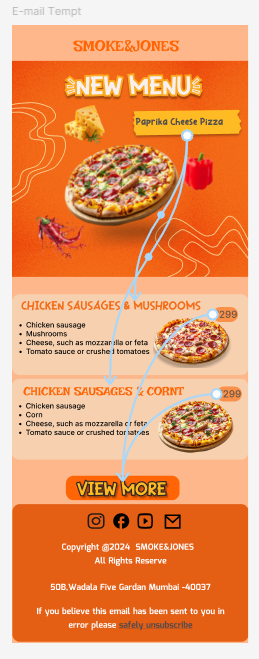 E-mail Tempt
SMOKE&JONES
NEW MENU
Paprika Cheese Pizza
CHICKEN SAUSAGES & MUSHROOMS
299
Chicken sausage
Mushrooms
Cheese, such as mozzarella or feta
Tomato sauce or crushed tomatoes
CHICKEN SAUSAGES & CORNT
299
Chicken sausage
Corn
Cheese, such as mozzarella or feta
Tomato sauce or crushed tomatoes
VIEW MORE
Copyright @2024 SMOKE&JONES
All Rights Reserve
50B,Wadala Five Gardan Mumbai -40037
If you believe this email has been sent to you in
error please safely unsubscribe